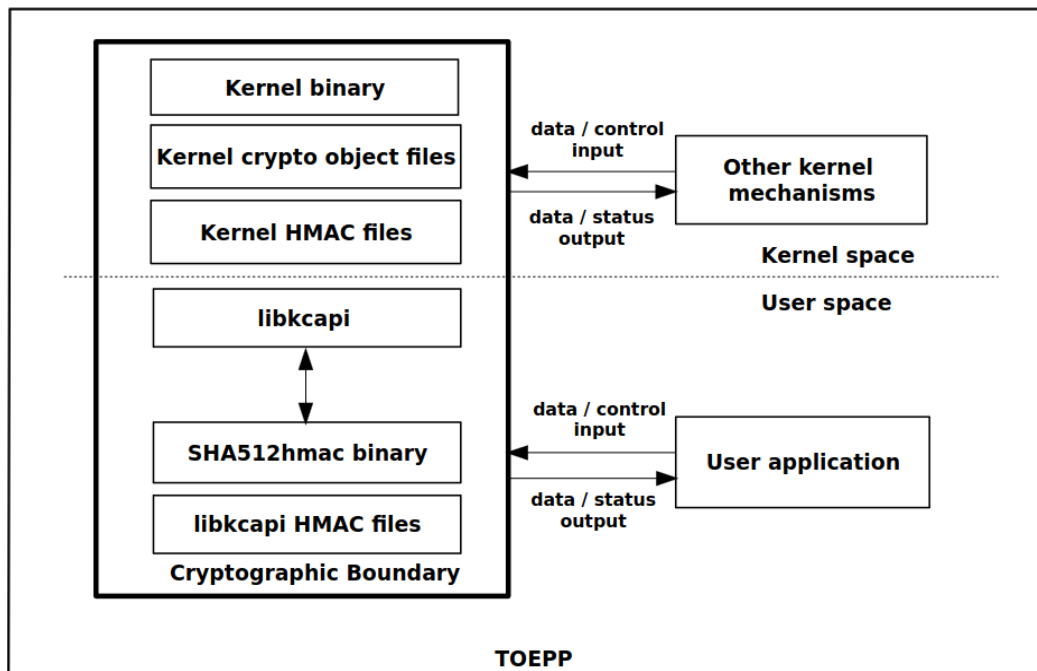 Kernel binary
Kernel crypto object files
Kernel HMAC files
data / control
input
data / status
output
Other kernel
mechanisms
Kernel space
User space
libkcapi
SHA512hmac binary
libkcapi HMAC files
Cryptographic Boundary
data / control
input
data / status
output
User application
TOEPP